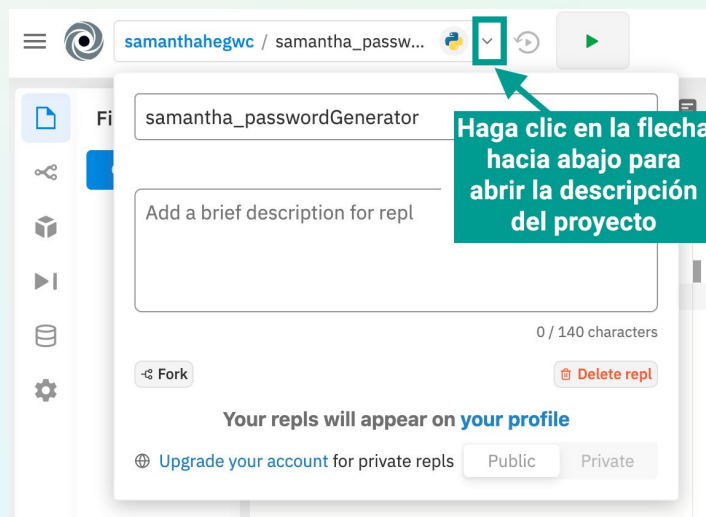 samanthahegwc / samantha_passw...
Fi
samantha_passwordGenerator
Haga clic en la flecha
hacia abajo para
abrir la descripción
del proyecto
Add a brief description for repl
0 / 140 characters
Fork
Delete repl
Your repls will appear on your profile
Upgrade your account for private repls
Public
Private